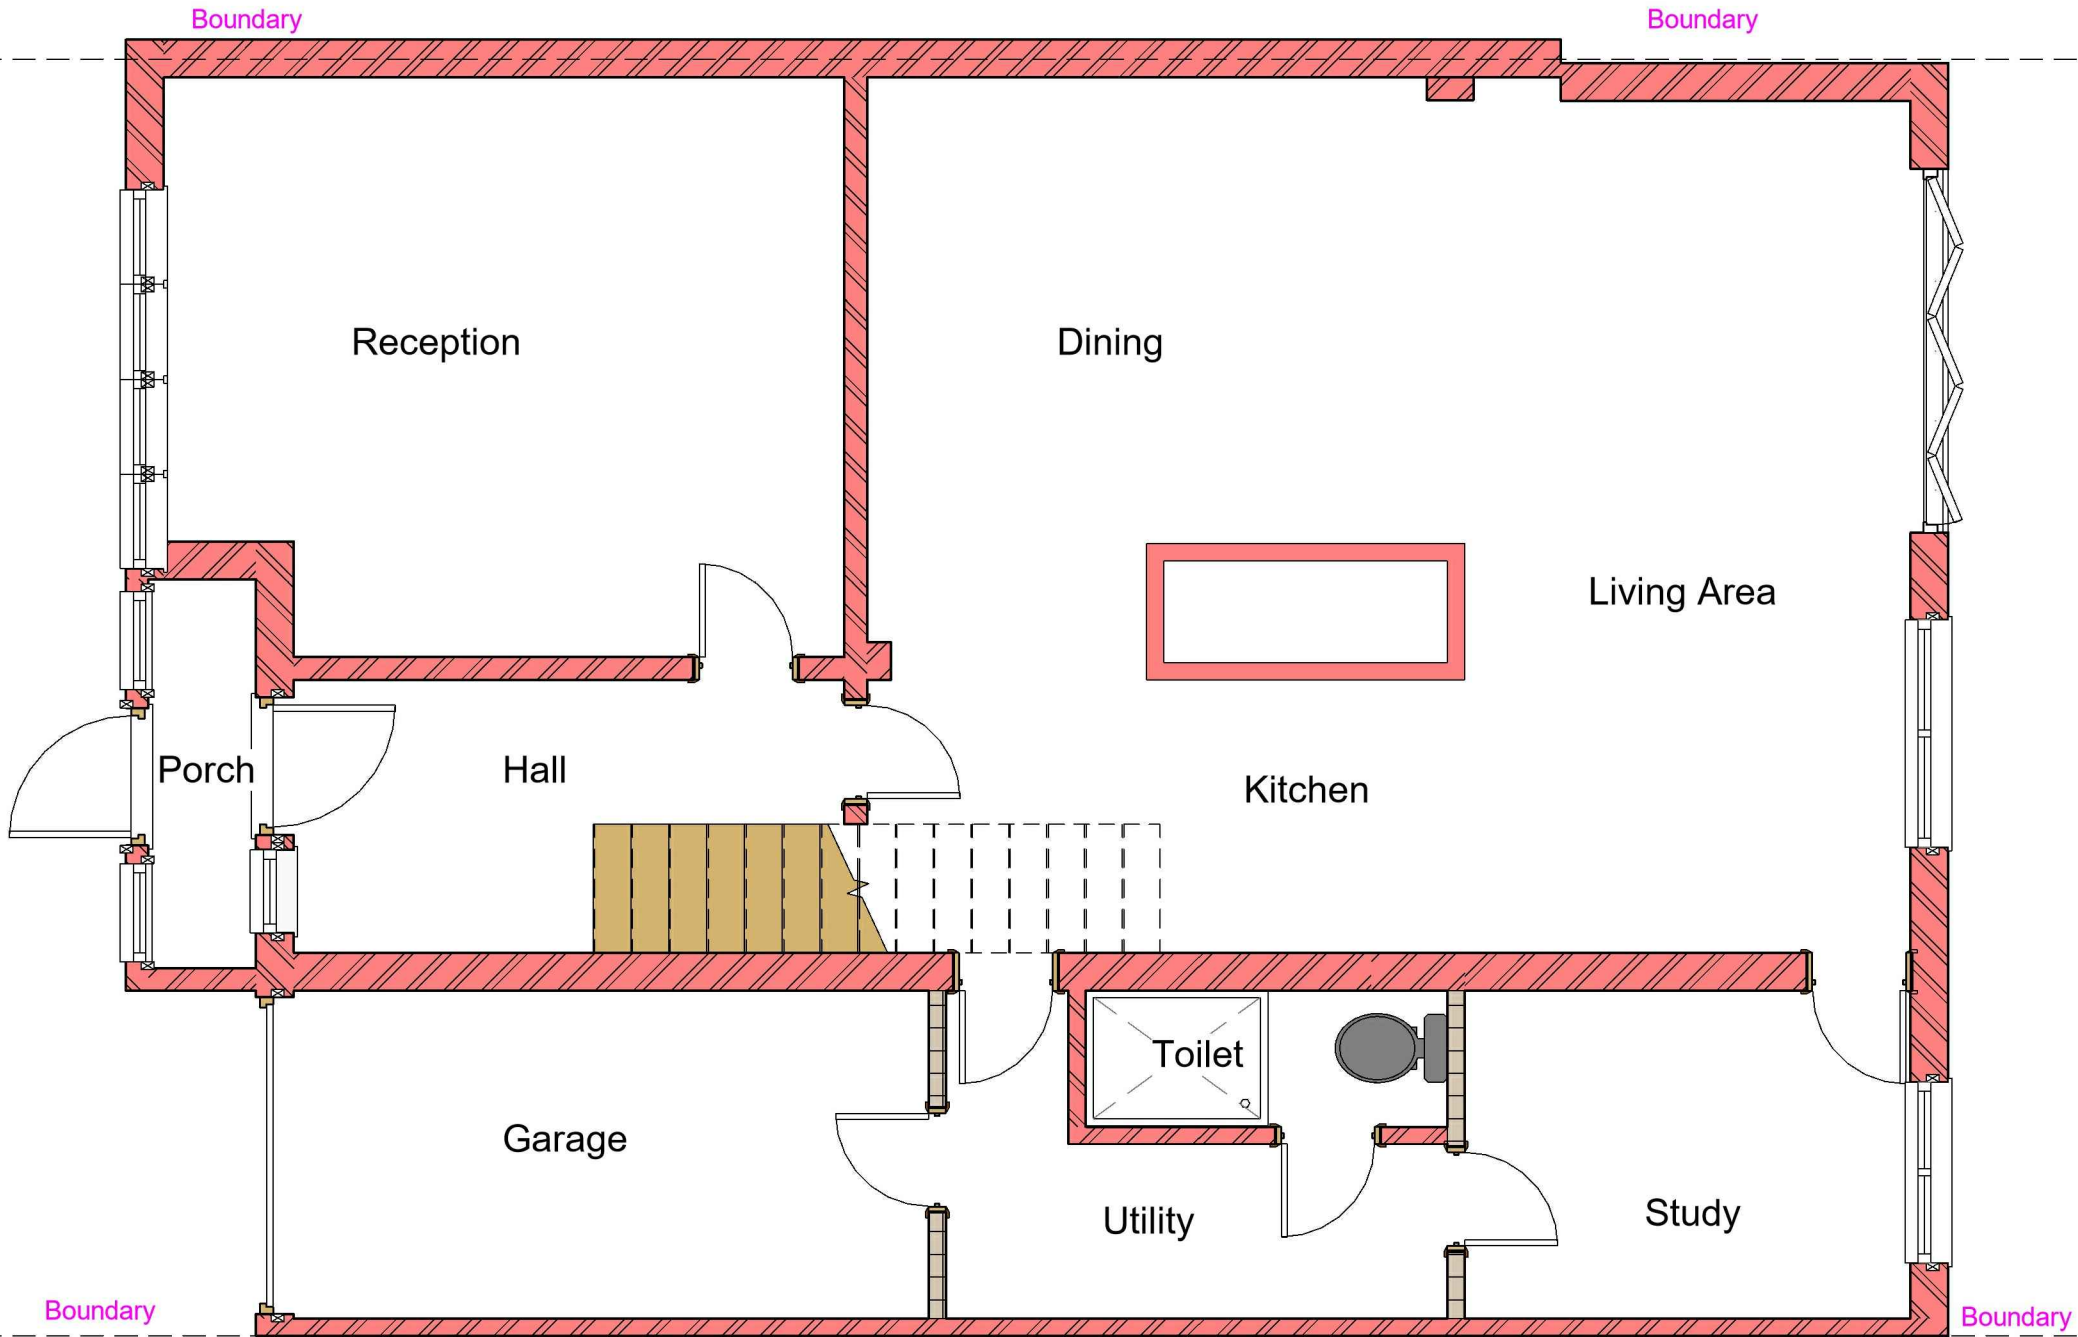 Boundary
Boundary
Reception
Dining
Living Area
Porch
Hall
Kitchen
Toilet
Garage
Utility
Study
Boundary
Boundary